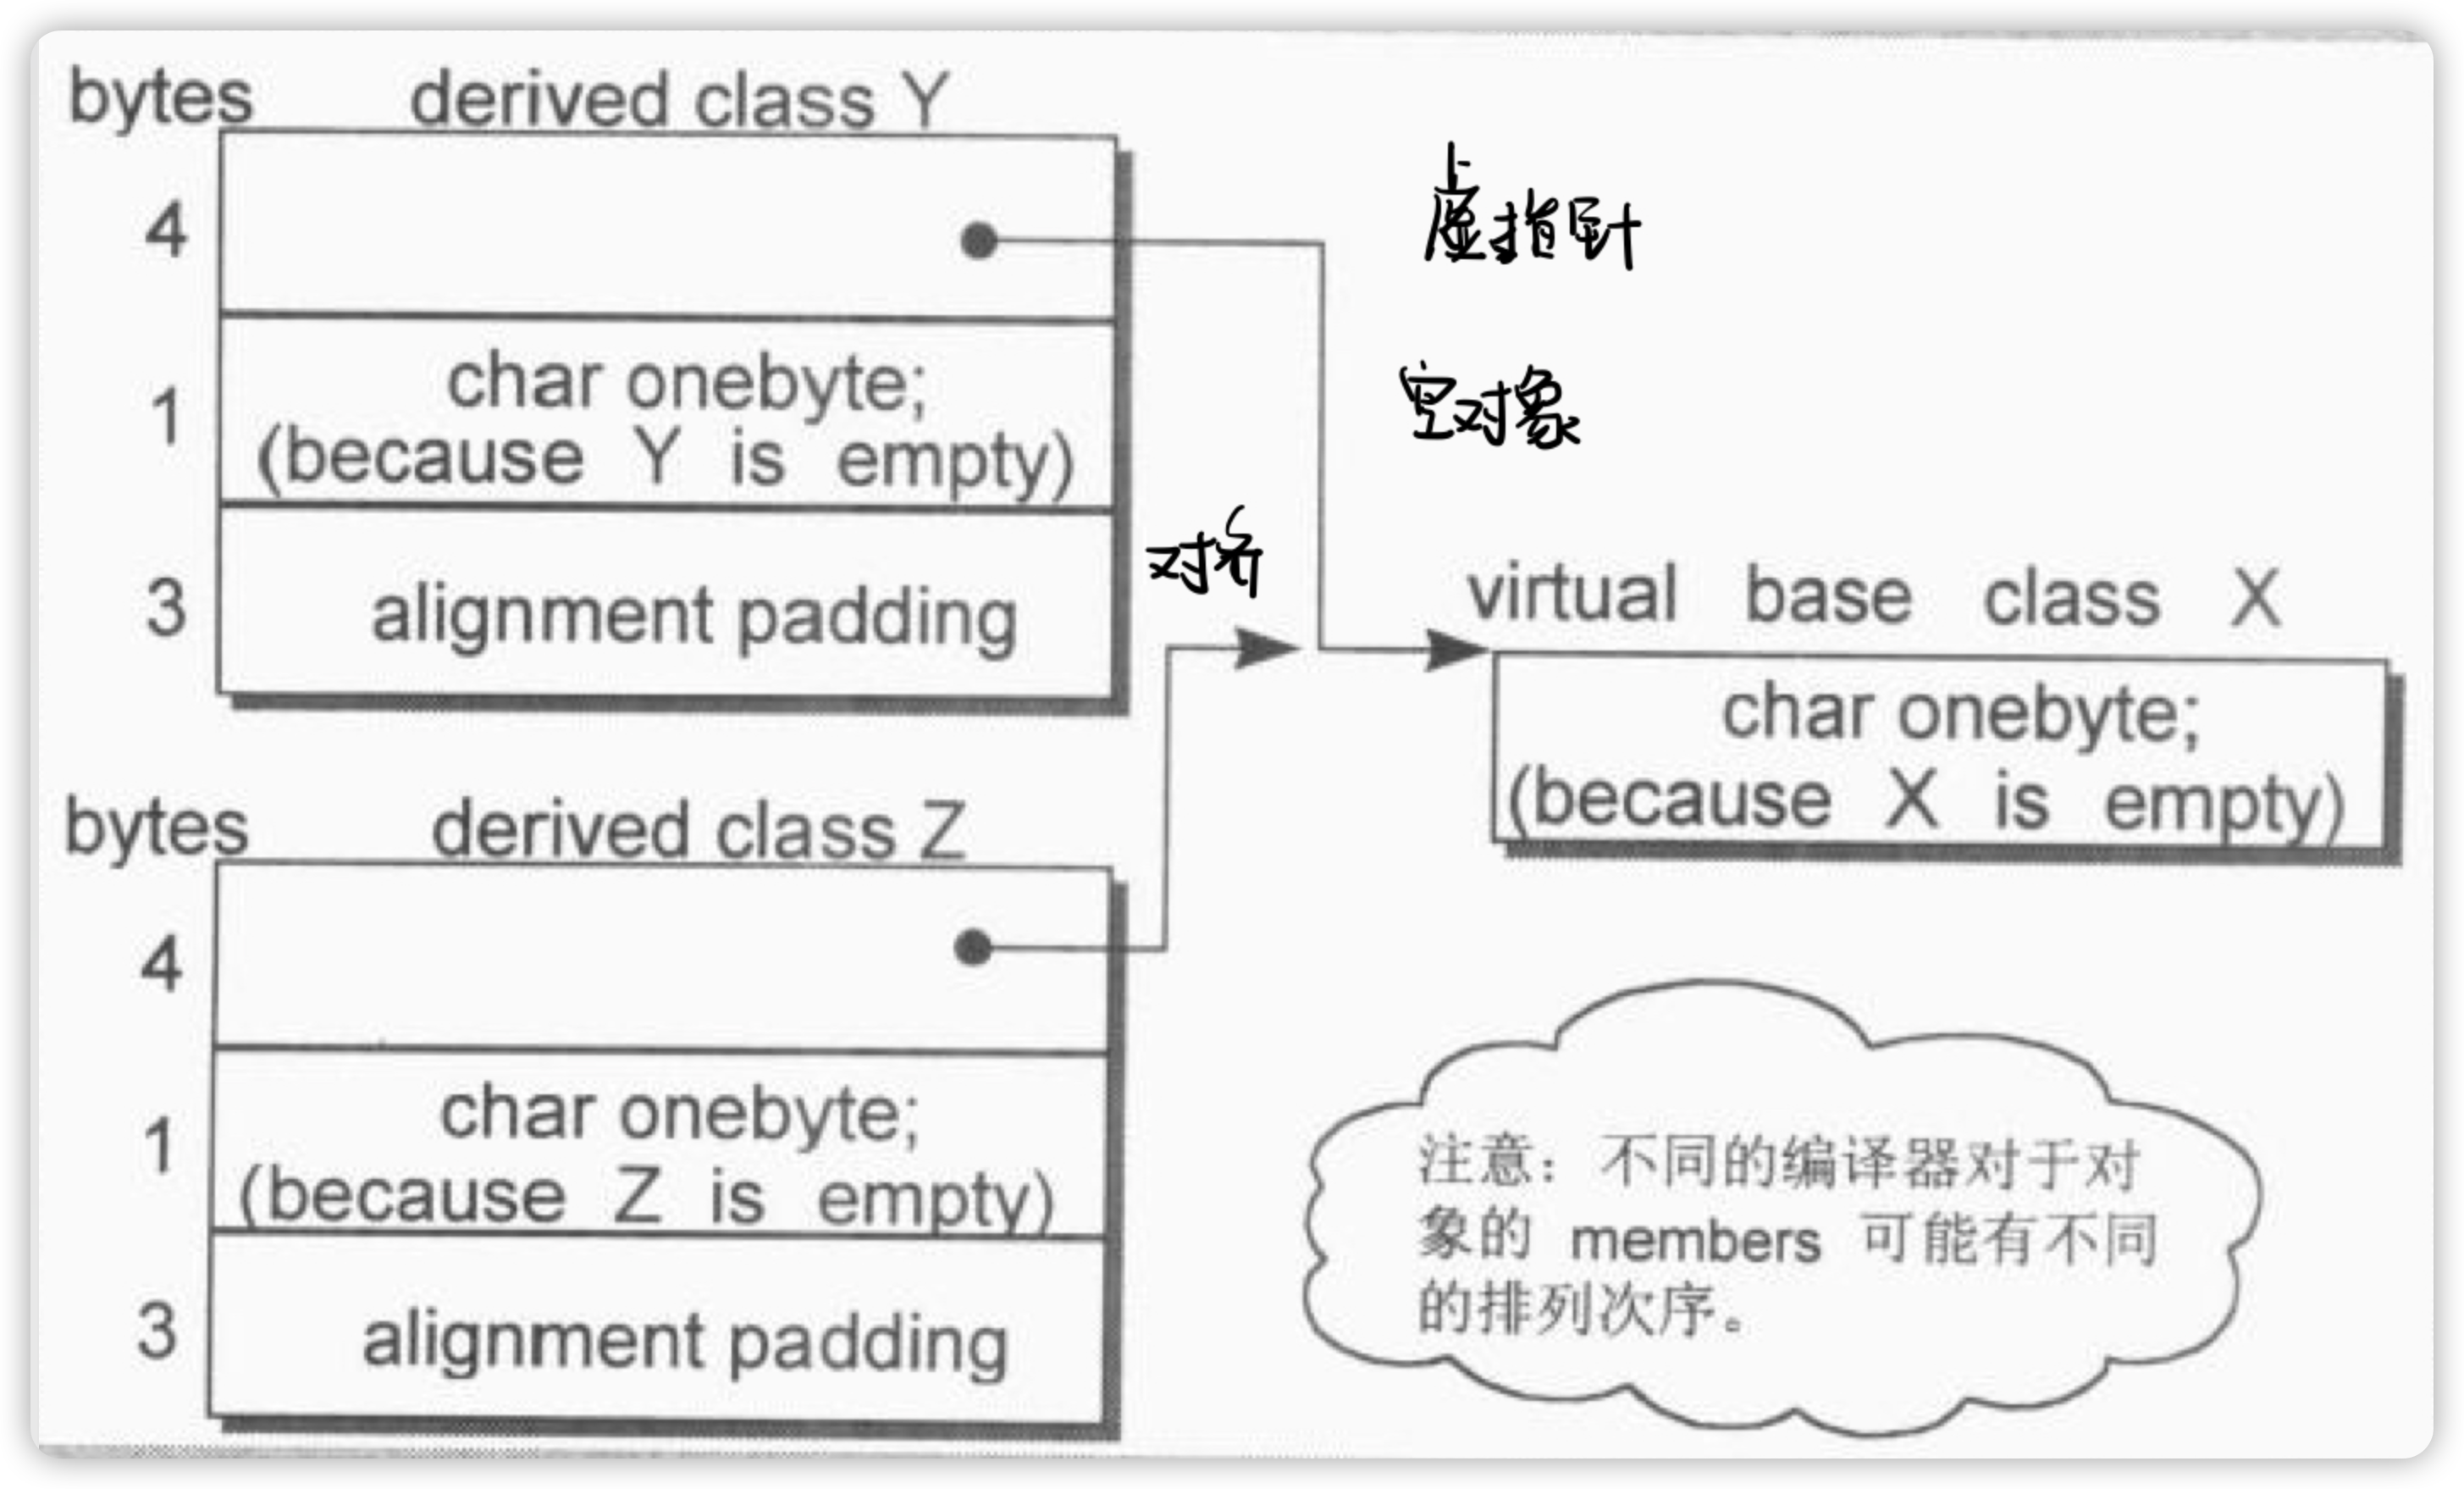 bytes derived class Y
4
虚指针
char onebyte;
1
(because Y is empty)
空对象
3
alignment padding
对齐
virtual base class X
char onebyte;
(because X is empty)
bytes derived class Z
4
char onebyte;
1
(because Z is empty)
3
alignment padding
注意：不同的编译器对于对
象的 members 可能有不同
的排列次序。